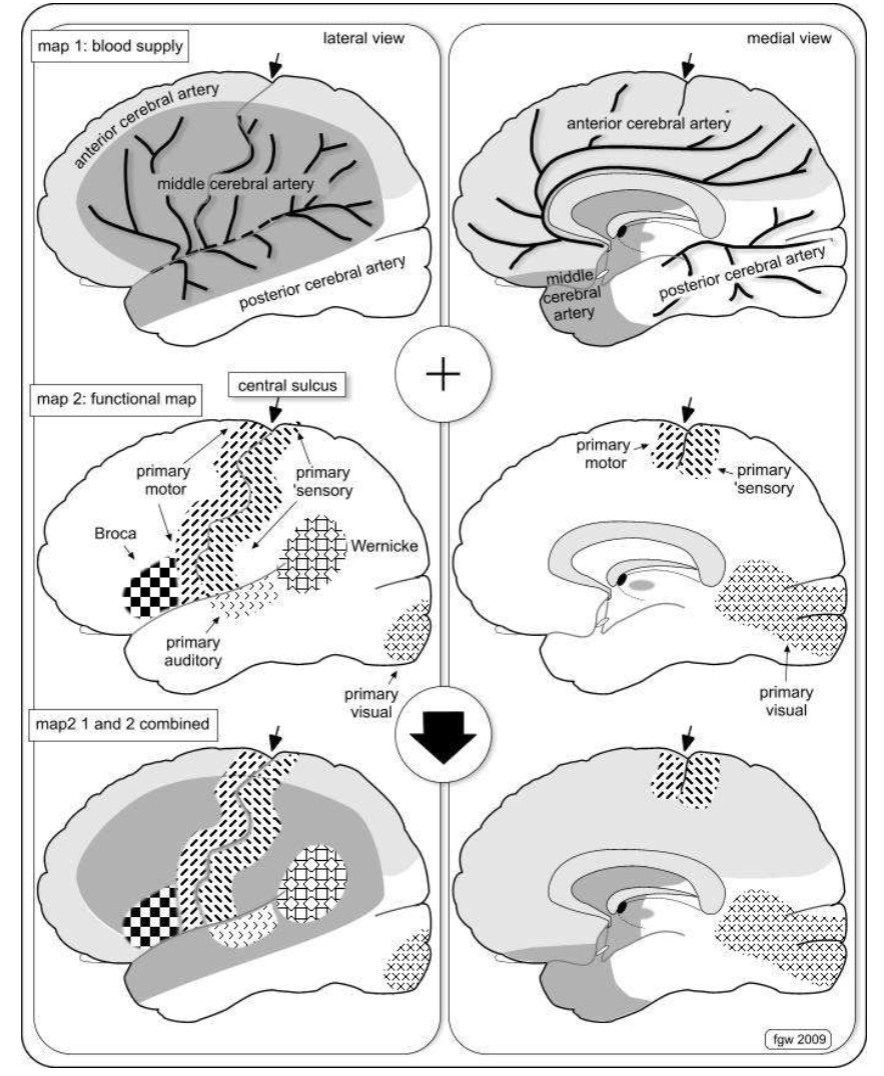 map 1: blood supply
lateral view
medial view
anterior cerebral artery
middle cerebral artery
posterior cerebral artery
anterior cerebral artery
middle
cerebral
artery
posterior cerebral artery
+
map 2: functional map
central sulcus
primary
motor
primary
'sensory
Broca
Wernicke
primary
auditory
primary
visual
primary
motor
primary
'sensory
primary
visual
map2 1 and 2 combined
fgw 2009